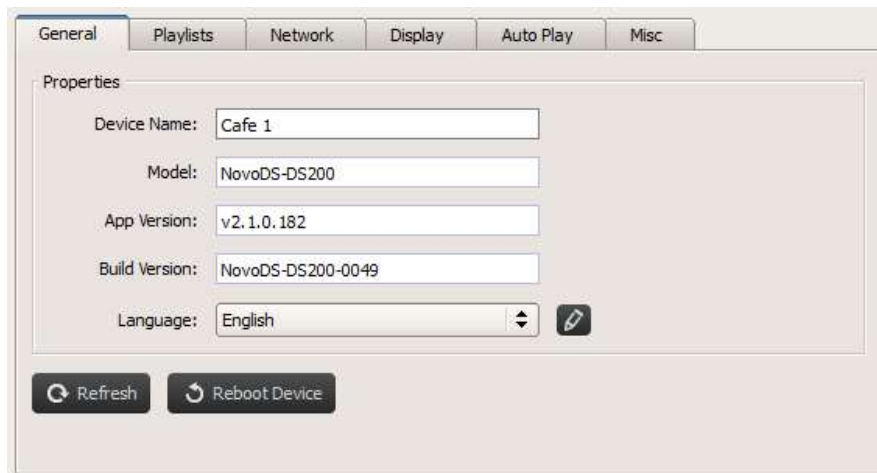 General Playlists Network Display Auto Play Misc
Properties
Device Name: Cafe 1
Model: NovoDS-DS200
App Version: v2.1.0.182
Build Version: NovoDS-DS200-0049
Language: English
Refresh Reboot Device